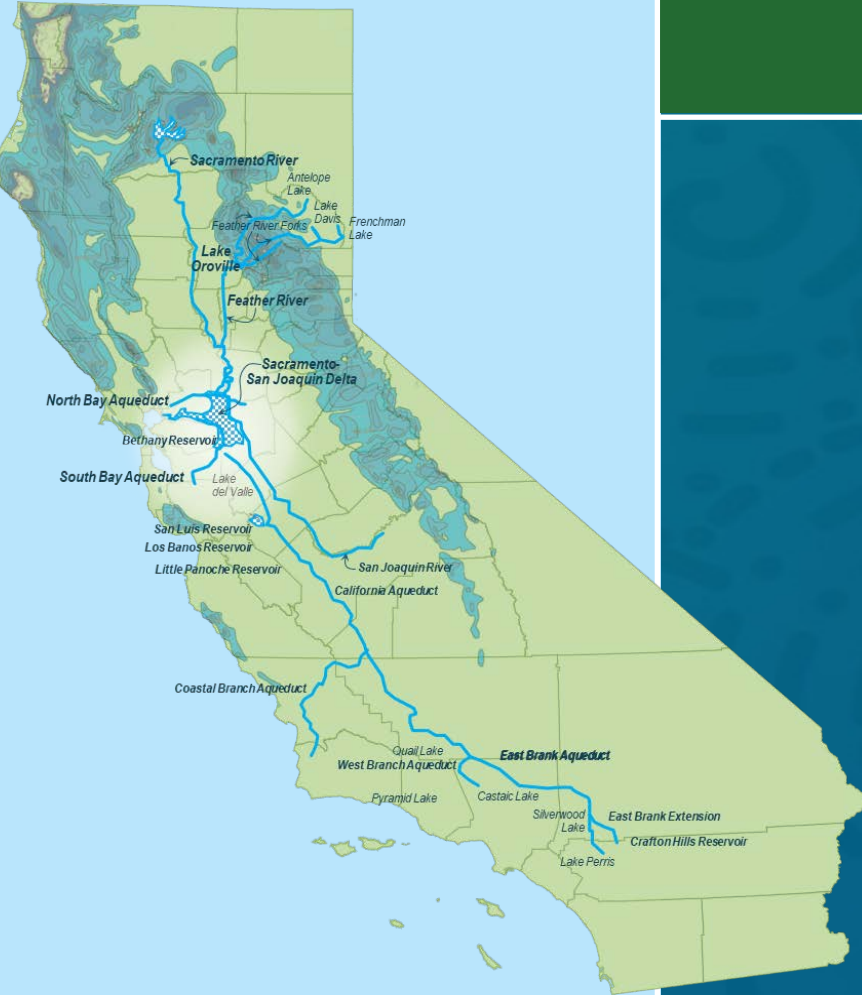 Sacramento River
Antelope
Lake
Lake
Davis
Frenchman
Lake
Feather River Forks
Lake
Oroville
Feather River
Sacramento-
San Joaquin Delta
North Bay Aqueduct
Bethany Reservoir
South Bay Aqueduct
Lake
del Valle
San Luis Reservoir
Los Banos Reservoir
Little Panoche Reservoir
San Joaquin River
California Aqueduct
Coastal Branch Aqueduct
Quail Lake
East Brank Aqueduct
West Branch Aqueduct
Pyramid Lake
Castaic Lake
Silverwood
Lake
East Brank Extension
Crafton Hills Reservoir
Lake Perris